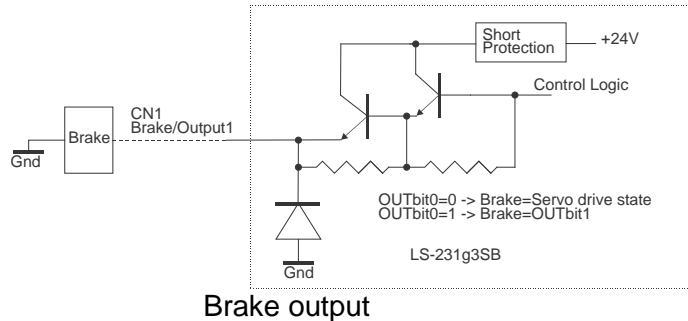 Short
Protection
+24V
Control Logic
CN1
Brake/Output1
Brake
Gnd
OUTbit0=0 -> Brake=Servo drive state
OUTbit0=1 -> Brake=OUTbit1
LS-231g3SB
Gnd
Brake output